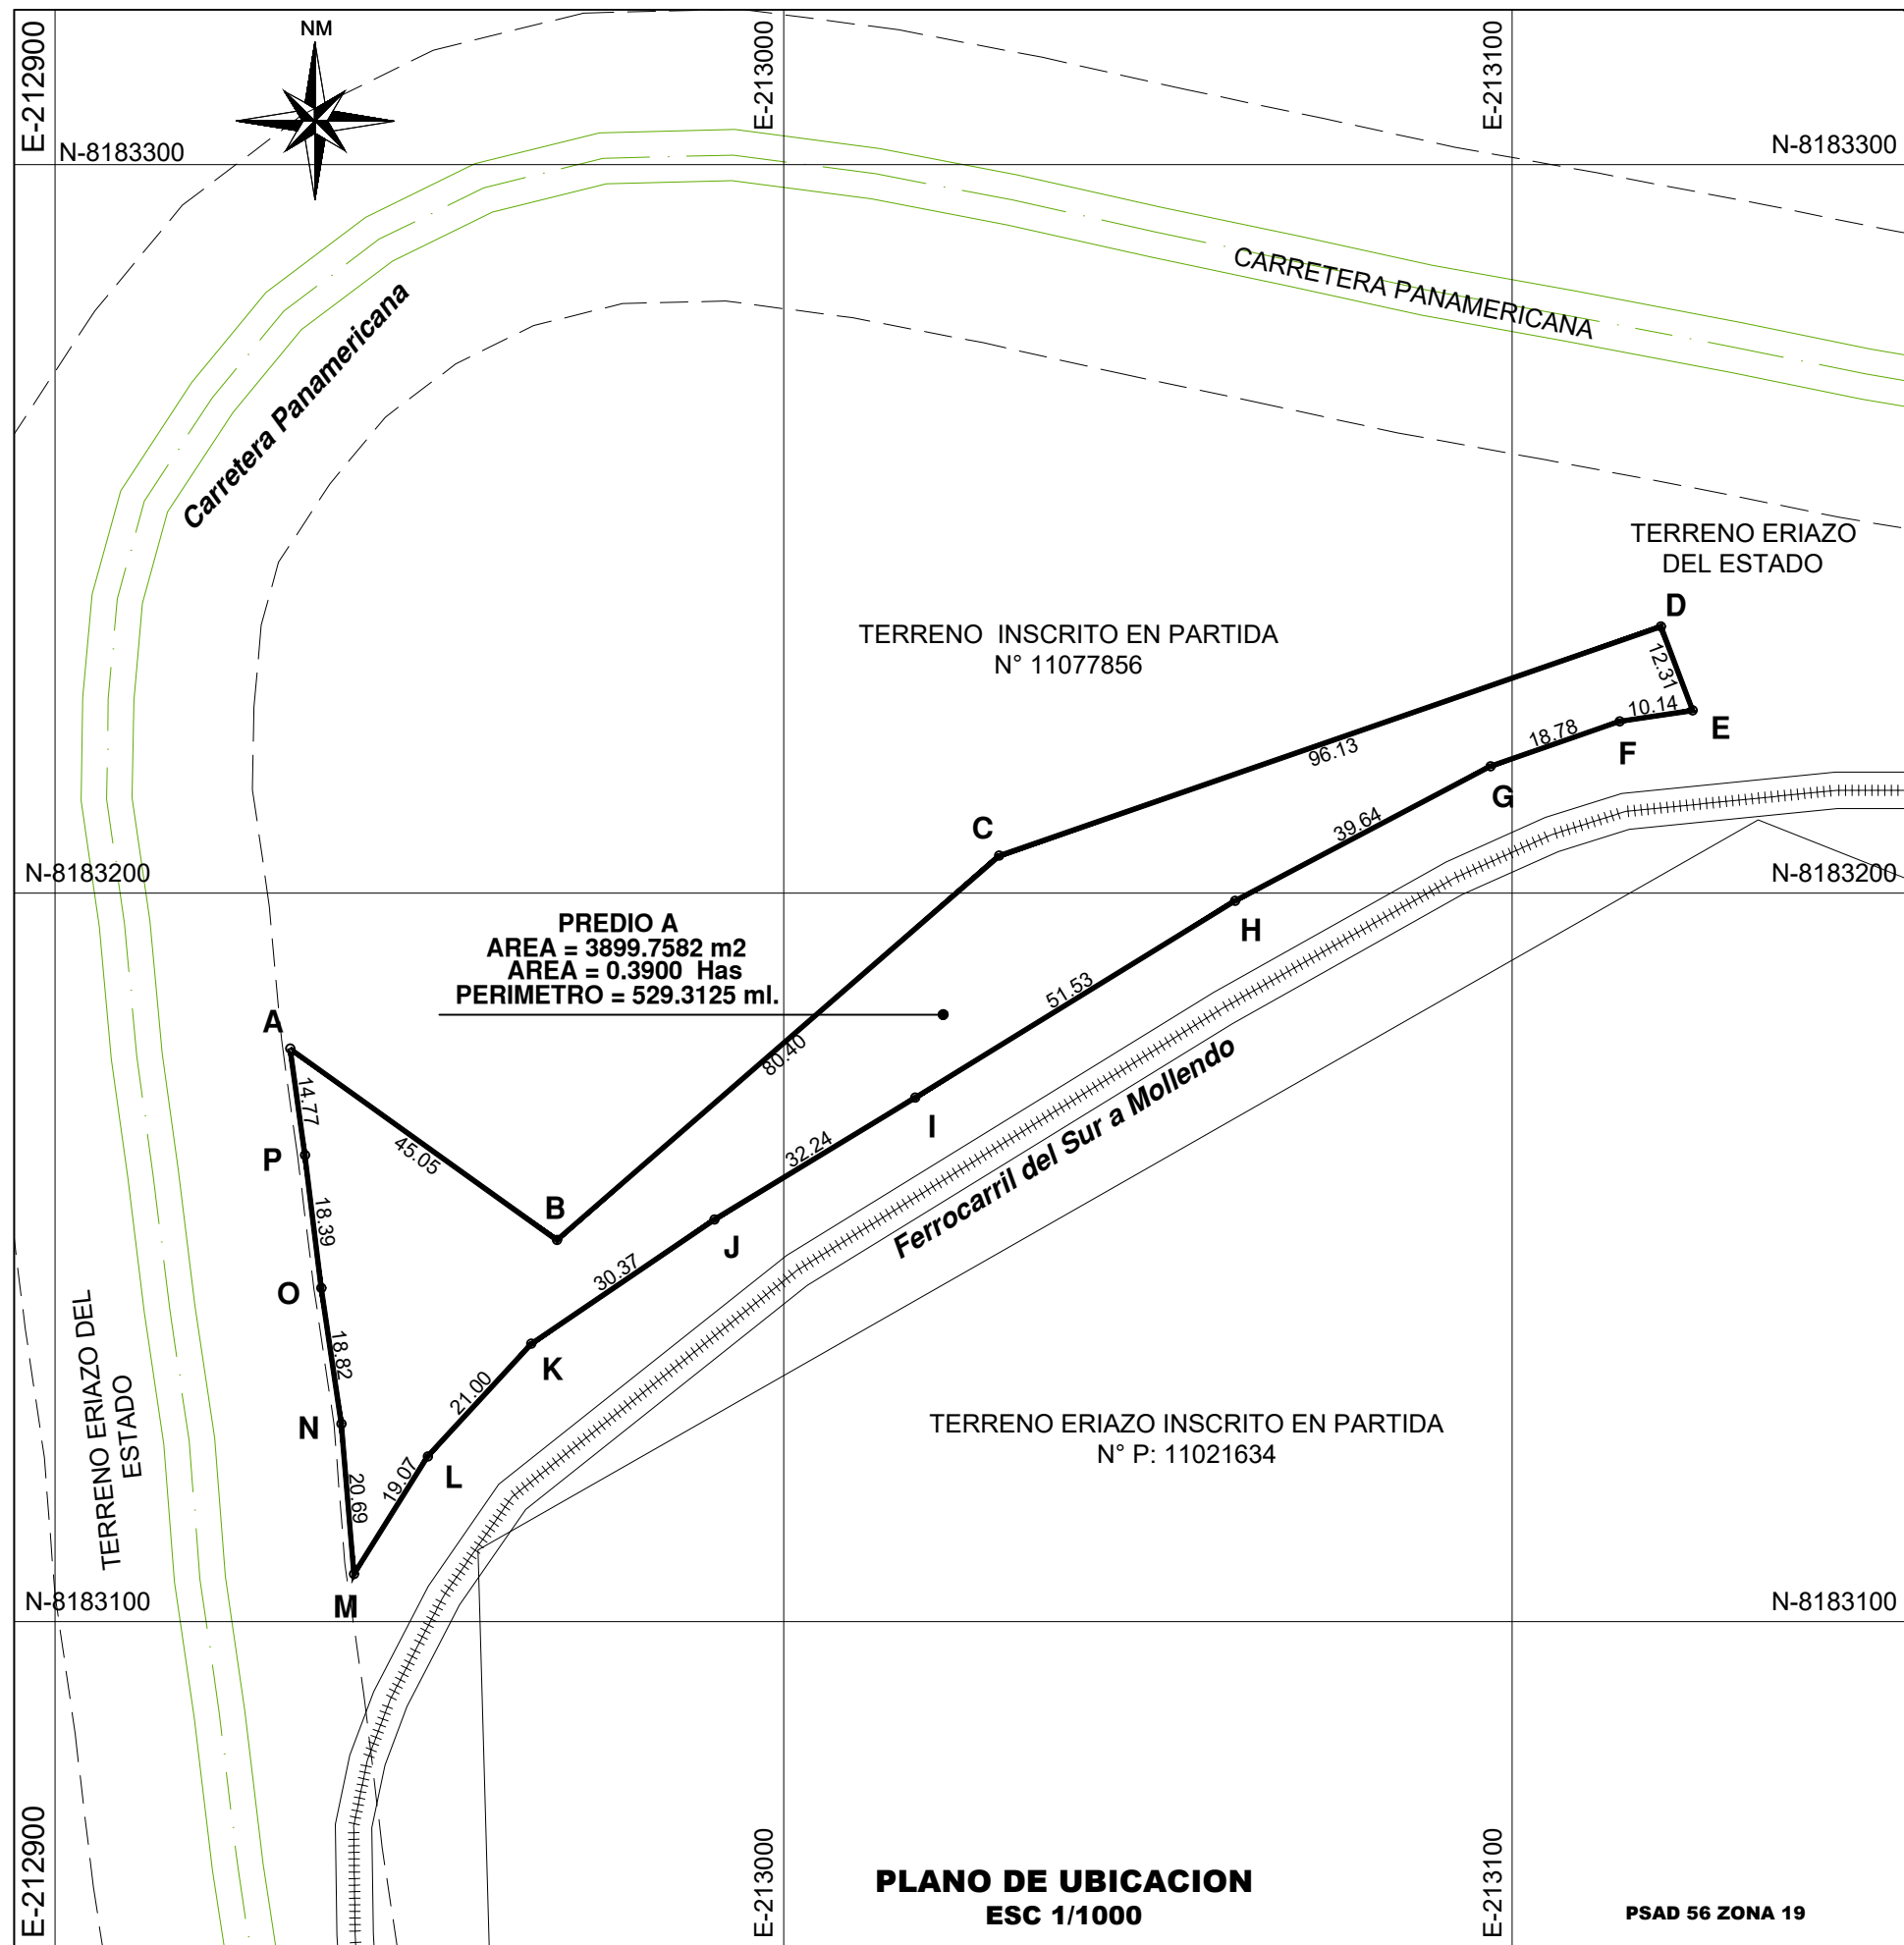 E-212900
NM
E-213000
E-213100
N-8183300
N-8183300
CARRETERA PANAMERICANA
Carretera Panamericana
TERRENO ERIAZO
DEL ESTADO
D
TERRENO  INSCRITO EN PARTIDA
N° 11077856
12.31
10.14
E
18.78
F
96.13
G
C
39.64
N-8183200
N-8183200
PREDIO A
AREA = 3899.7582 m2
AREA = 0.3900  Has
PERIMETRO = 529.3125 ml.
H
51.53
A
80.40
14.77
Ferrocarril del Sur a Mollendo
I
45.05
32.24
P
B
18.39
J
30.37
O
18.82
TERRENO ERIAZO DEL
ESTADO
K
21.00
N
TERRENO ERIAZO INSCRITO EN PARTIDA
N° P: 11021634
L
19.07
20.69
M
N-8183100
N-8183100
E-212900
E-213000
E-213100
PLANO DE UBICACION
ESC 1/1000
PSAD 56 ZONA 19